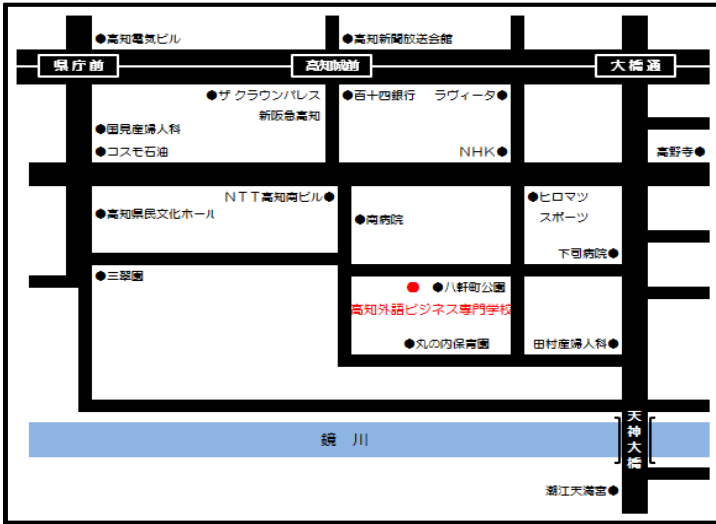 ●高知電気ビル
●高知新聞放送会館
県庁前
高知城前
大橋通
●ザ クラウンパレス
新阪急高知
●百十四銀行
ラヴィータ●
●国見産婦人科
●コスモ石油
NHK●
高野寺●
NTT高知南ビル●
●高知県民文化ホール
●南病院
●ヒロマツ
スポーツ
下司病院●
●三翠園
●八軒町公園
高知外語ビジネス専門学校
●丸の内保育園
田村産婦人科●
天神大橋
鏡 川
潮江天満宮●